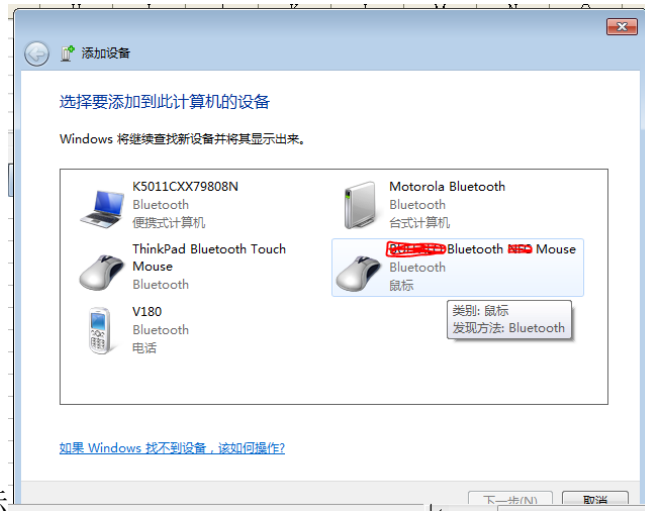 添加设备
选择要添加到此计算机的设备
Windows 将继续查找新设备并将其显示出来。
K5011CXX79808N
Bluetooth
便携式计算机
Motorola Bluetooth
Bluetooth
台式计算机
ThinkPad Bluetooth Touch
Mouse
Bluetooth
Bluetooth Mouse
Bluetooth
鼠标
V180
Bluetooth
电话
类别: 鼠标
发现方法: Bluetooth
如果 Windows 找不到设备，该如何操作?
下一步(N)
取消